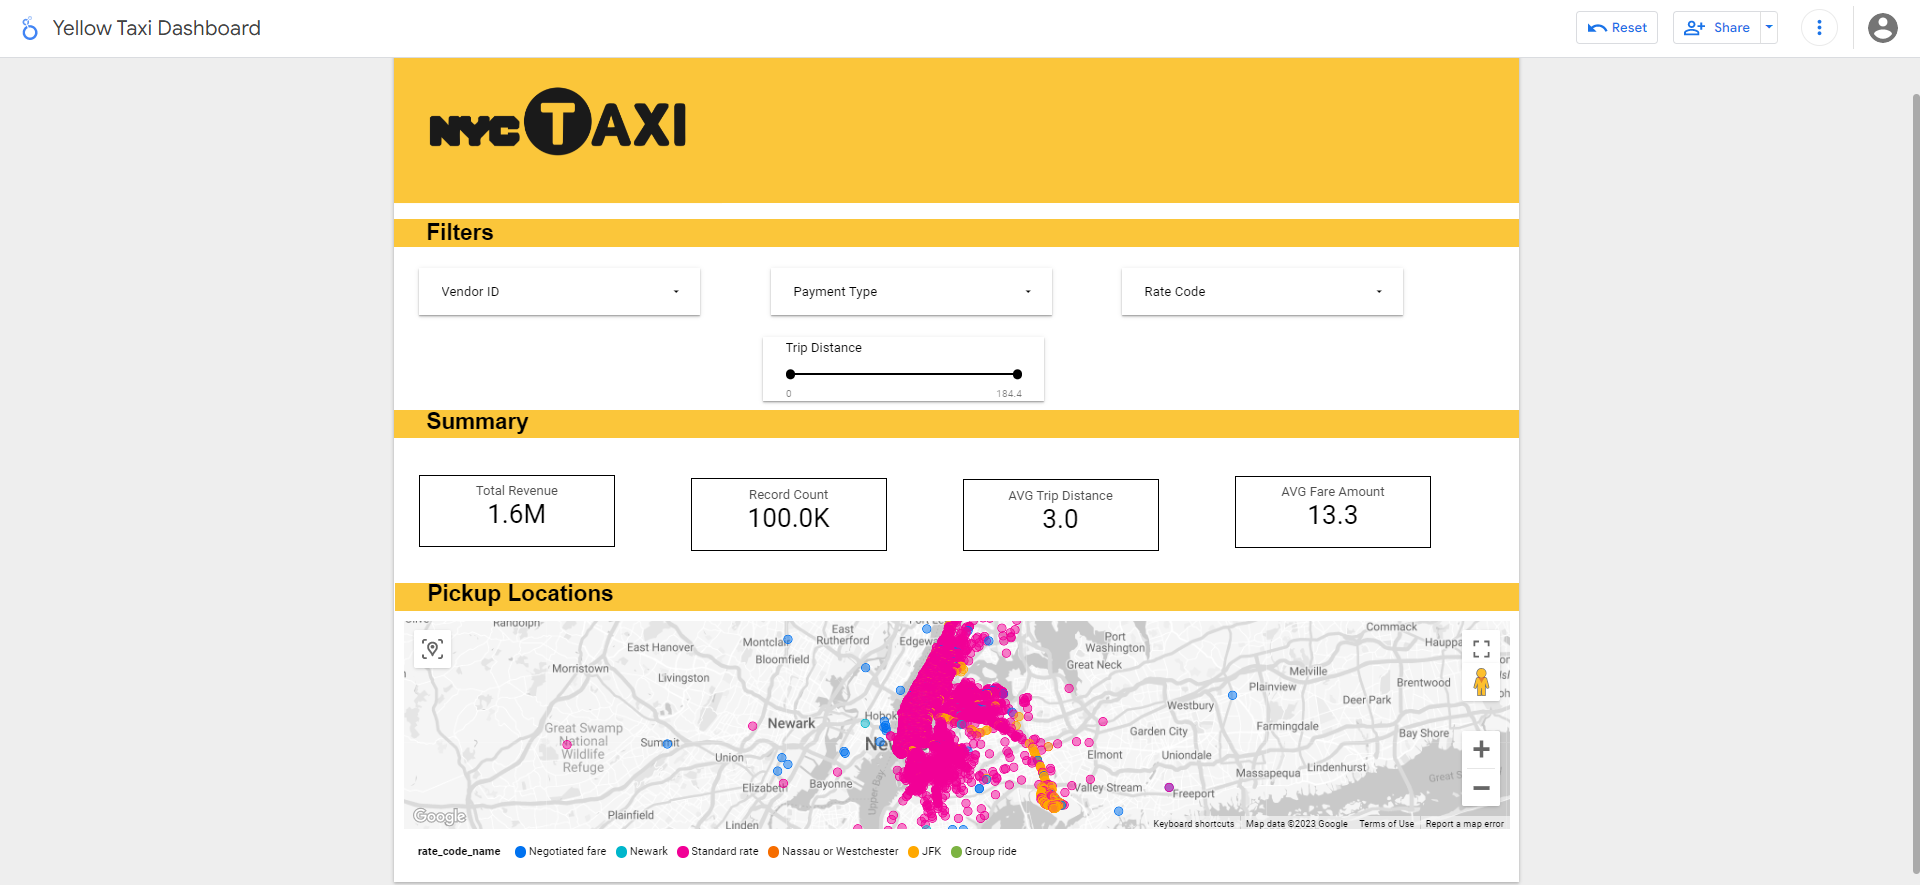 Yellow Taxi Dashboard
Reset
Share
NYC TAXI
Filters
Vendor ID
Payment Type
Rate Code
Trip Distance
0
184.4
Summary
Total Revenue
1.6M
Record Count
100.0K
AVG Trip Distance
3.0
AVG Fare Amount
13.3
Pickup Locations
Randolph
East Hanover
Montclair
East
Rutherford
Bloomfield
Morristown
Livingston
Port
Washington
Great Neck
Commack
Melville
Plainview
Brentwood
Deer Park
Westbury
Great Swamp
National
Wildlife
Refuge
Newark
Summit
Union
Garden City
Farmingdale
Bay Shore
Elmont
Uniondale
Massapequa
Lindenhurst
Elizabeth
Bayonne
Upper Bay
Valley Stream
Freeport
Plainfield
Linden
Google
Keyboard shortcuts
Map data ©2023 Google
Terms of Use
Report a map error
rate_code_name
Negotiated fare
Newark
Standard rate
Nassau or Westchester
JFK
Group ride